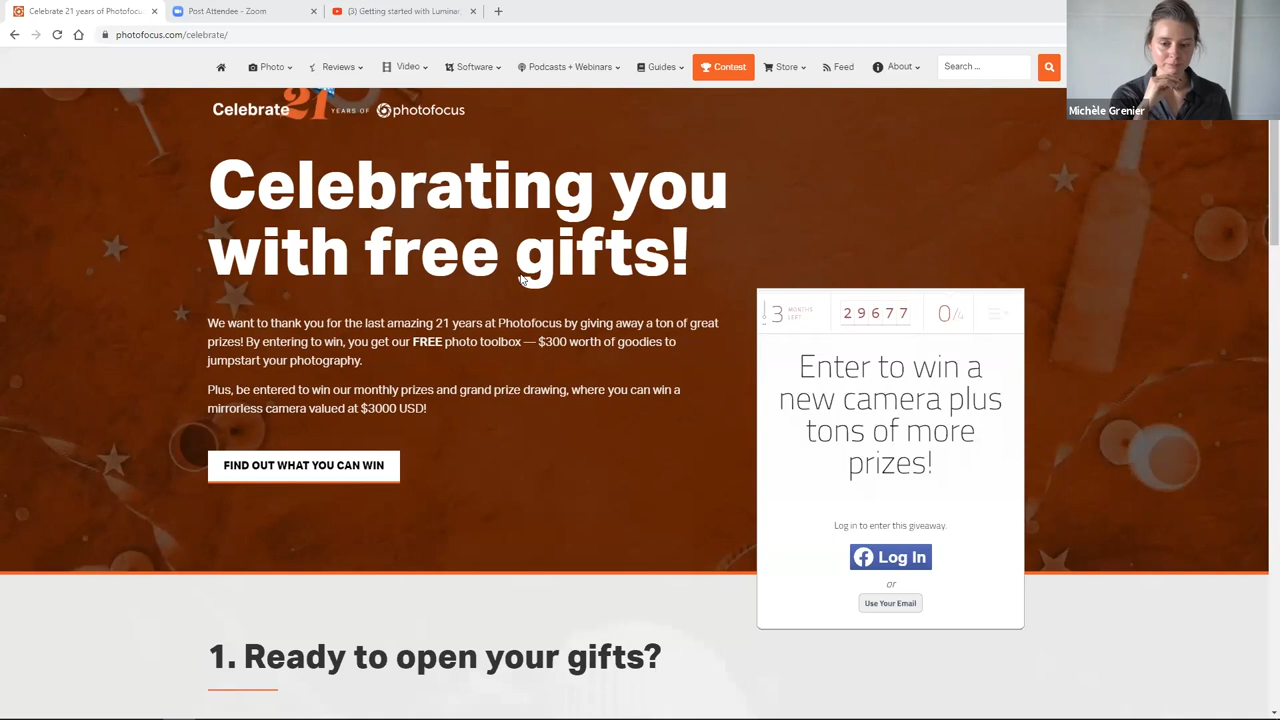 Celebrate 21 years of Photofocu
Post Attendee - Zoom
(3) Getting started with Luminar
photofocus.com/celebrate/
Photo
Reviews
Video
Software
Podcasts + Webinars
Guides
Contest
Store
Feed
About
Search ...
Michèle Grenier
Celebrate 21 YEARS OF photofocus
Celebrating you
with free gifts!
We want to thank you for the last amazing 21 years at Photofocus by giving away a ton of great
prizes! By entering to win, you get our FREE photo toolbox — $300 worth of goodies to
jumpstart your photography.
Plus, be entered to win our monthly prizes and grand prize drawing, where you can win a
mirrorless camera valued at $3000 USD!
FIND OUT WHAT YOU CAN WIN
3 MONTHS LEFT
29677
0/4
Enter to win a
new camera plus
tons of more
prizes!
Log in to enter this giveaway.
Log In
or
Use Your Email
1. Ready to open your gifts?